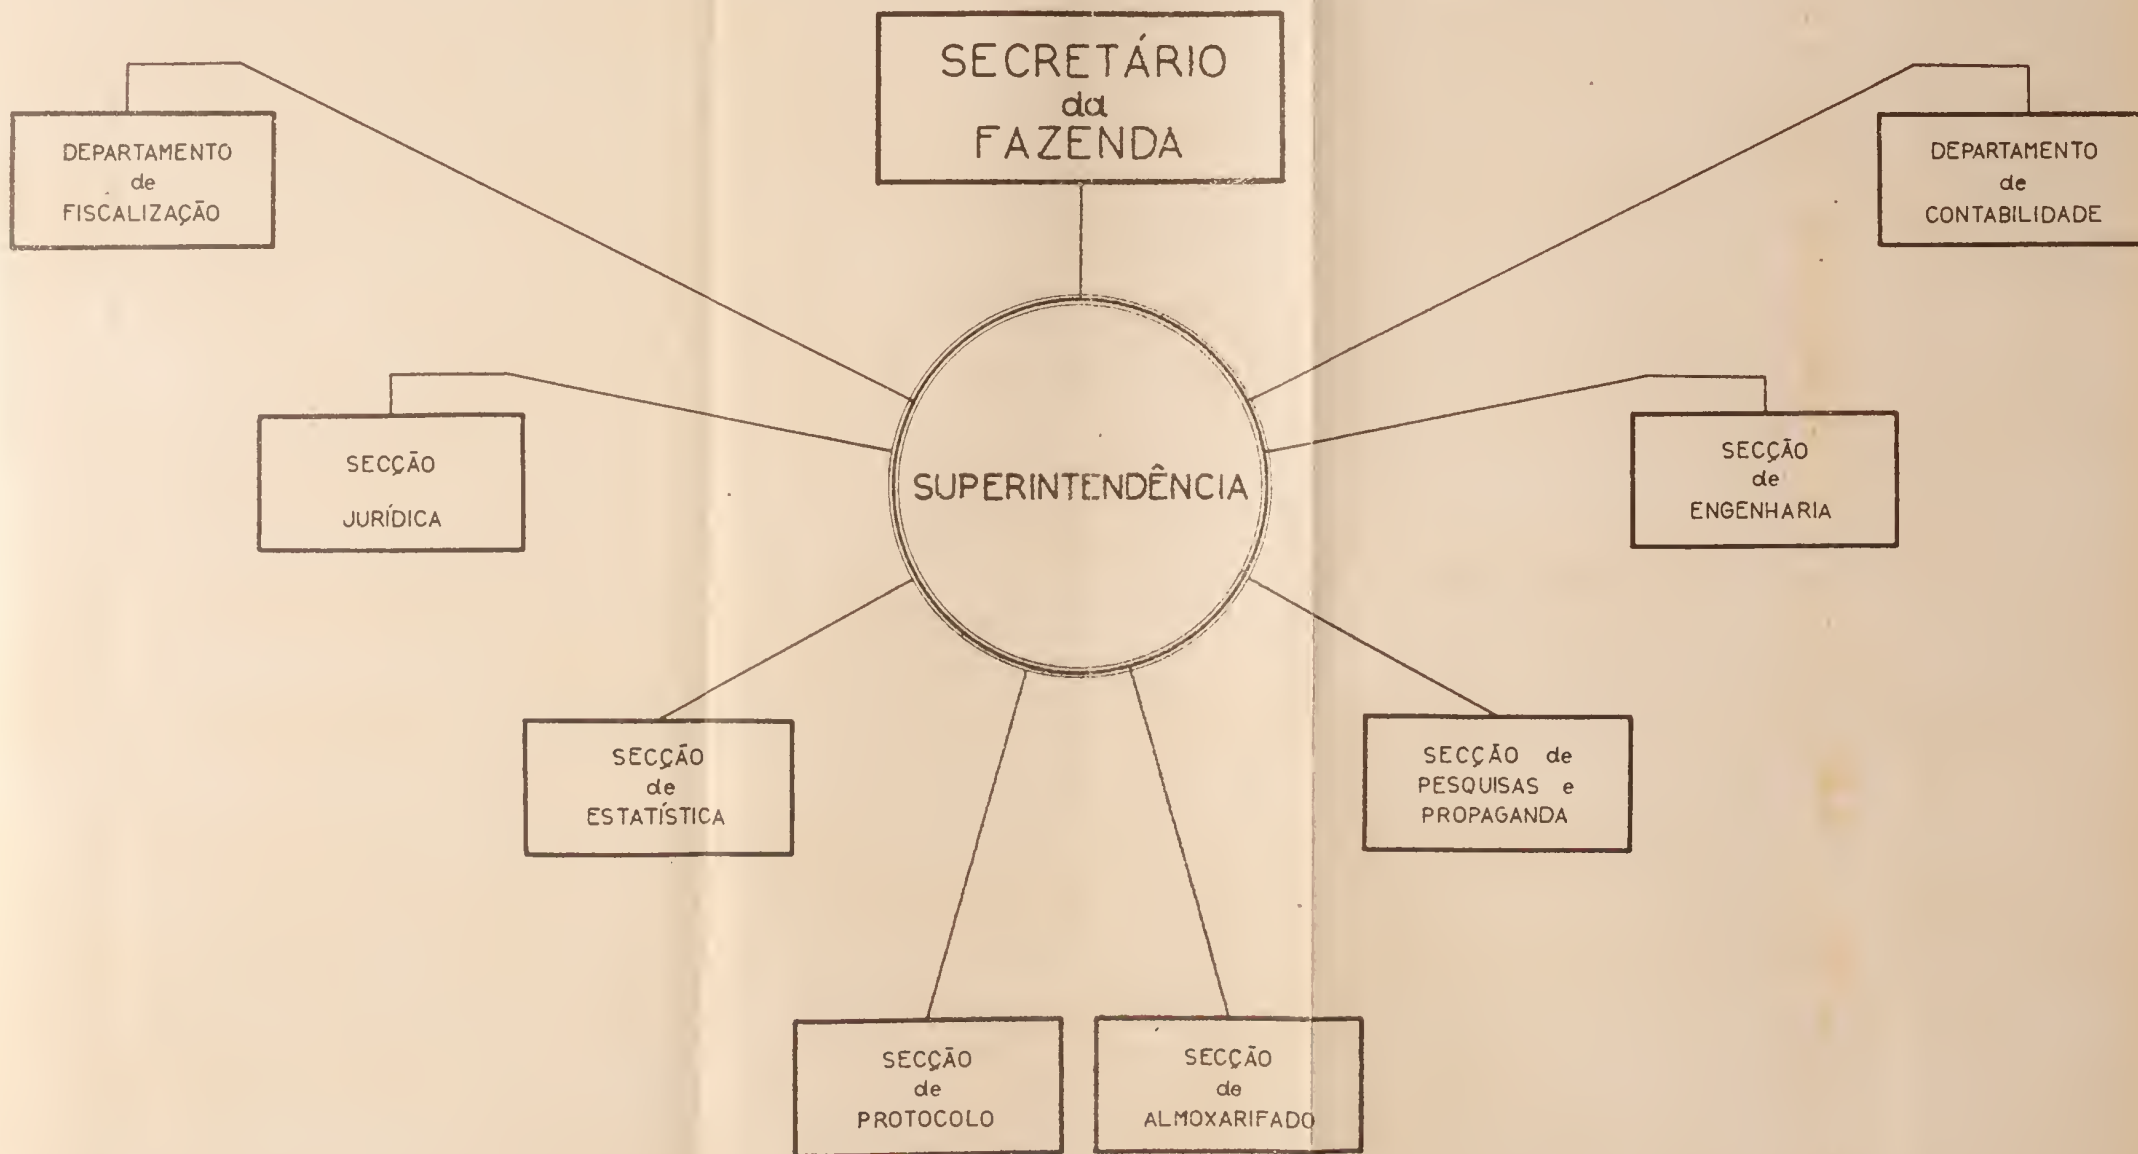 SECRETÁRIO
da
FAZENDA
DEPARTAMENTO
de
FISCALIZAÇÃO
DEPARTAMENTO
de
CONTABILIDADE
SECÇÃO
JURÍDICA
SUPERINTENDÊNCIA
SECÇÃO
de
ENGENHARIA
SECÇÃO
de
ESTATÍSTICA
SECÇÃO de
PESQUISAS e
PROPAGANDA
SECÇÃO
de
PROTOCOLO
SECÇÃO
de
ALMOXARIFADO